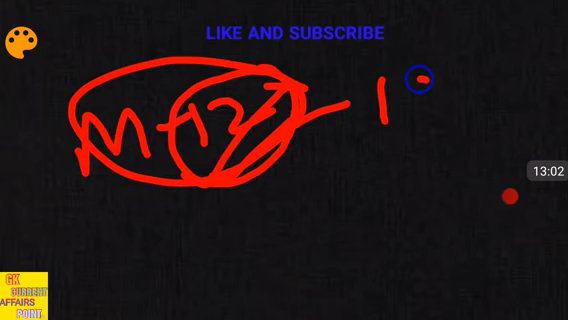 LIKE AND SUBSCRIBE
M-12
1
13:02
GK
CURRENT
AFFAIRS
POINT